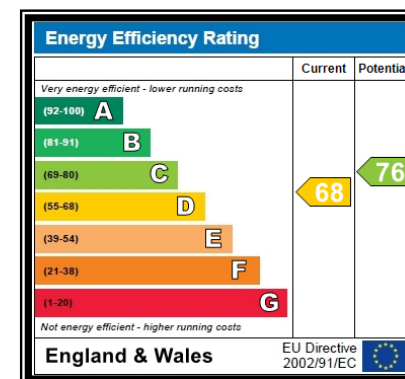 Energy Efficiency Rating
Current Potentia
Very energy efficient - lower running costs
(92-100) A
(81-91) B
(69-80) C
76
(55-68) D
68
(39-54) E
(21-38) F
(1-20) G
Not energy efficient - higher running costs
England & Wales
EU Directive
2002/91/EC